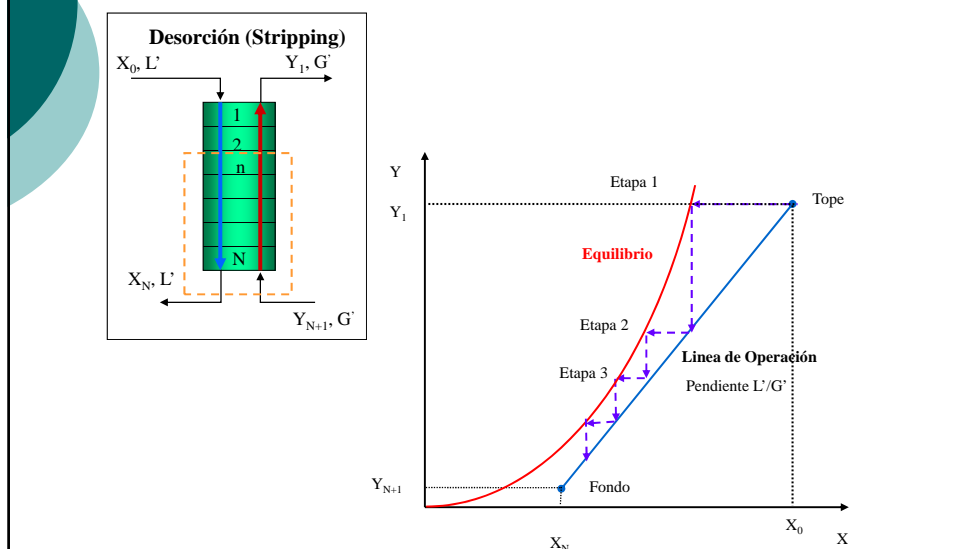 Desorción (Stripping)
X0, L’
Y1, G’
1
2
n
N
XN, L’
YN+1, G’
Y
Etapa 1
Y1
Tope
Equilibrio
Etapa 2
Linea de Operación
Etapa 3
Pendiente L’/G’
YN+1
Fondo
X0
XN
X